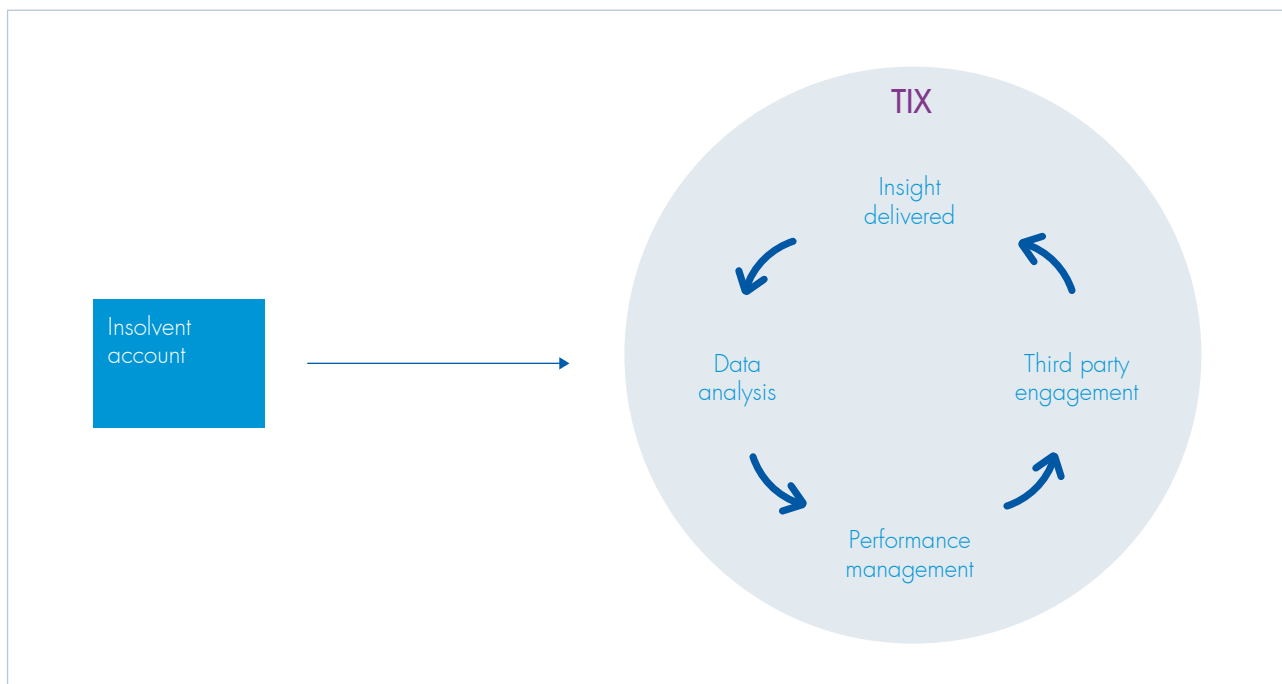 TIX
Insight
delivered
Insolvent
account
Data
analysis
Third party
engagement
Performance
management